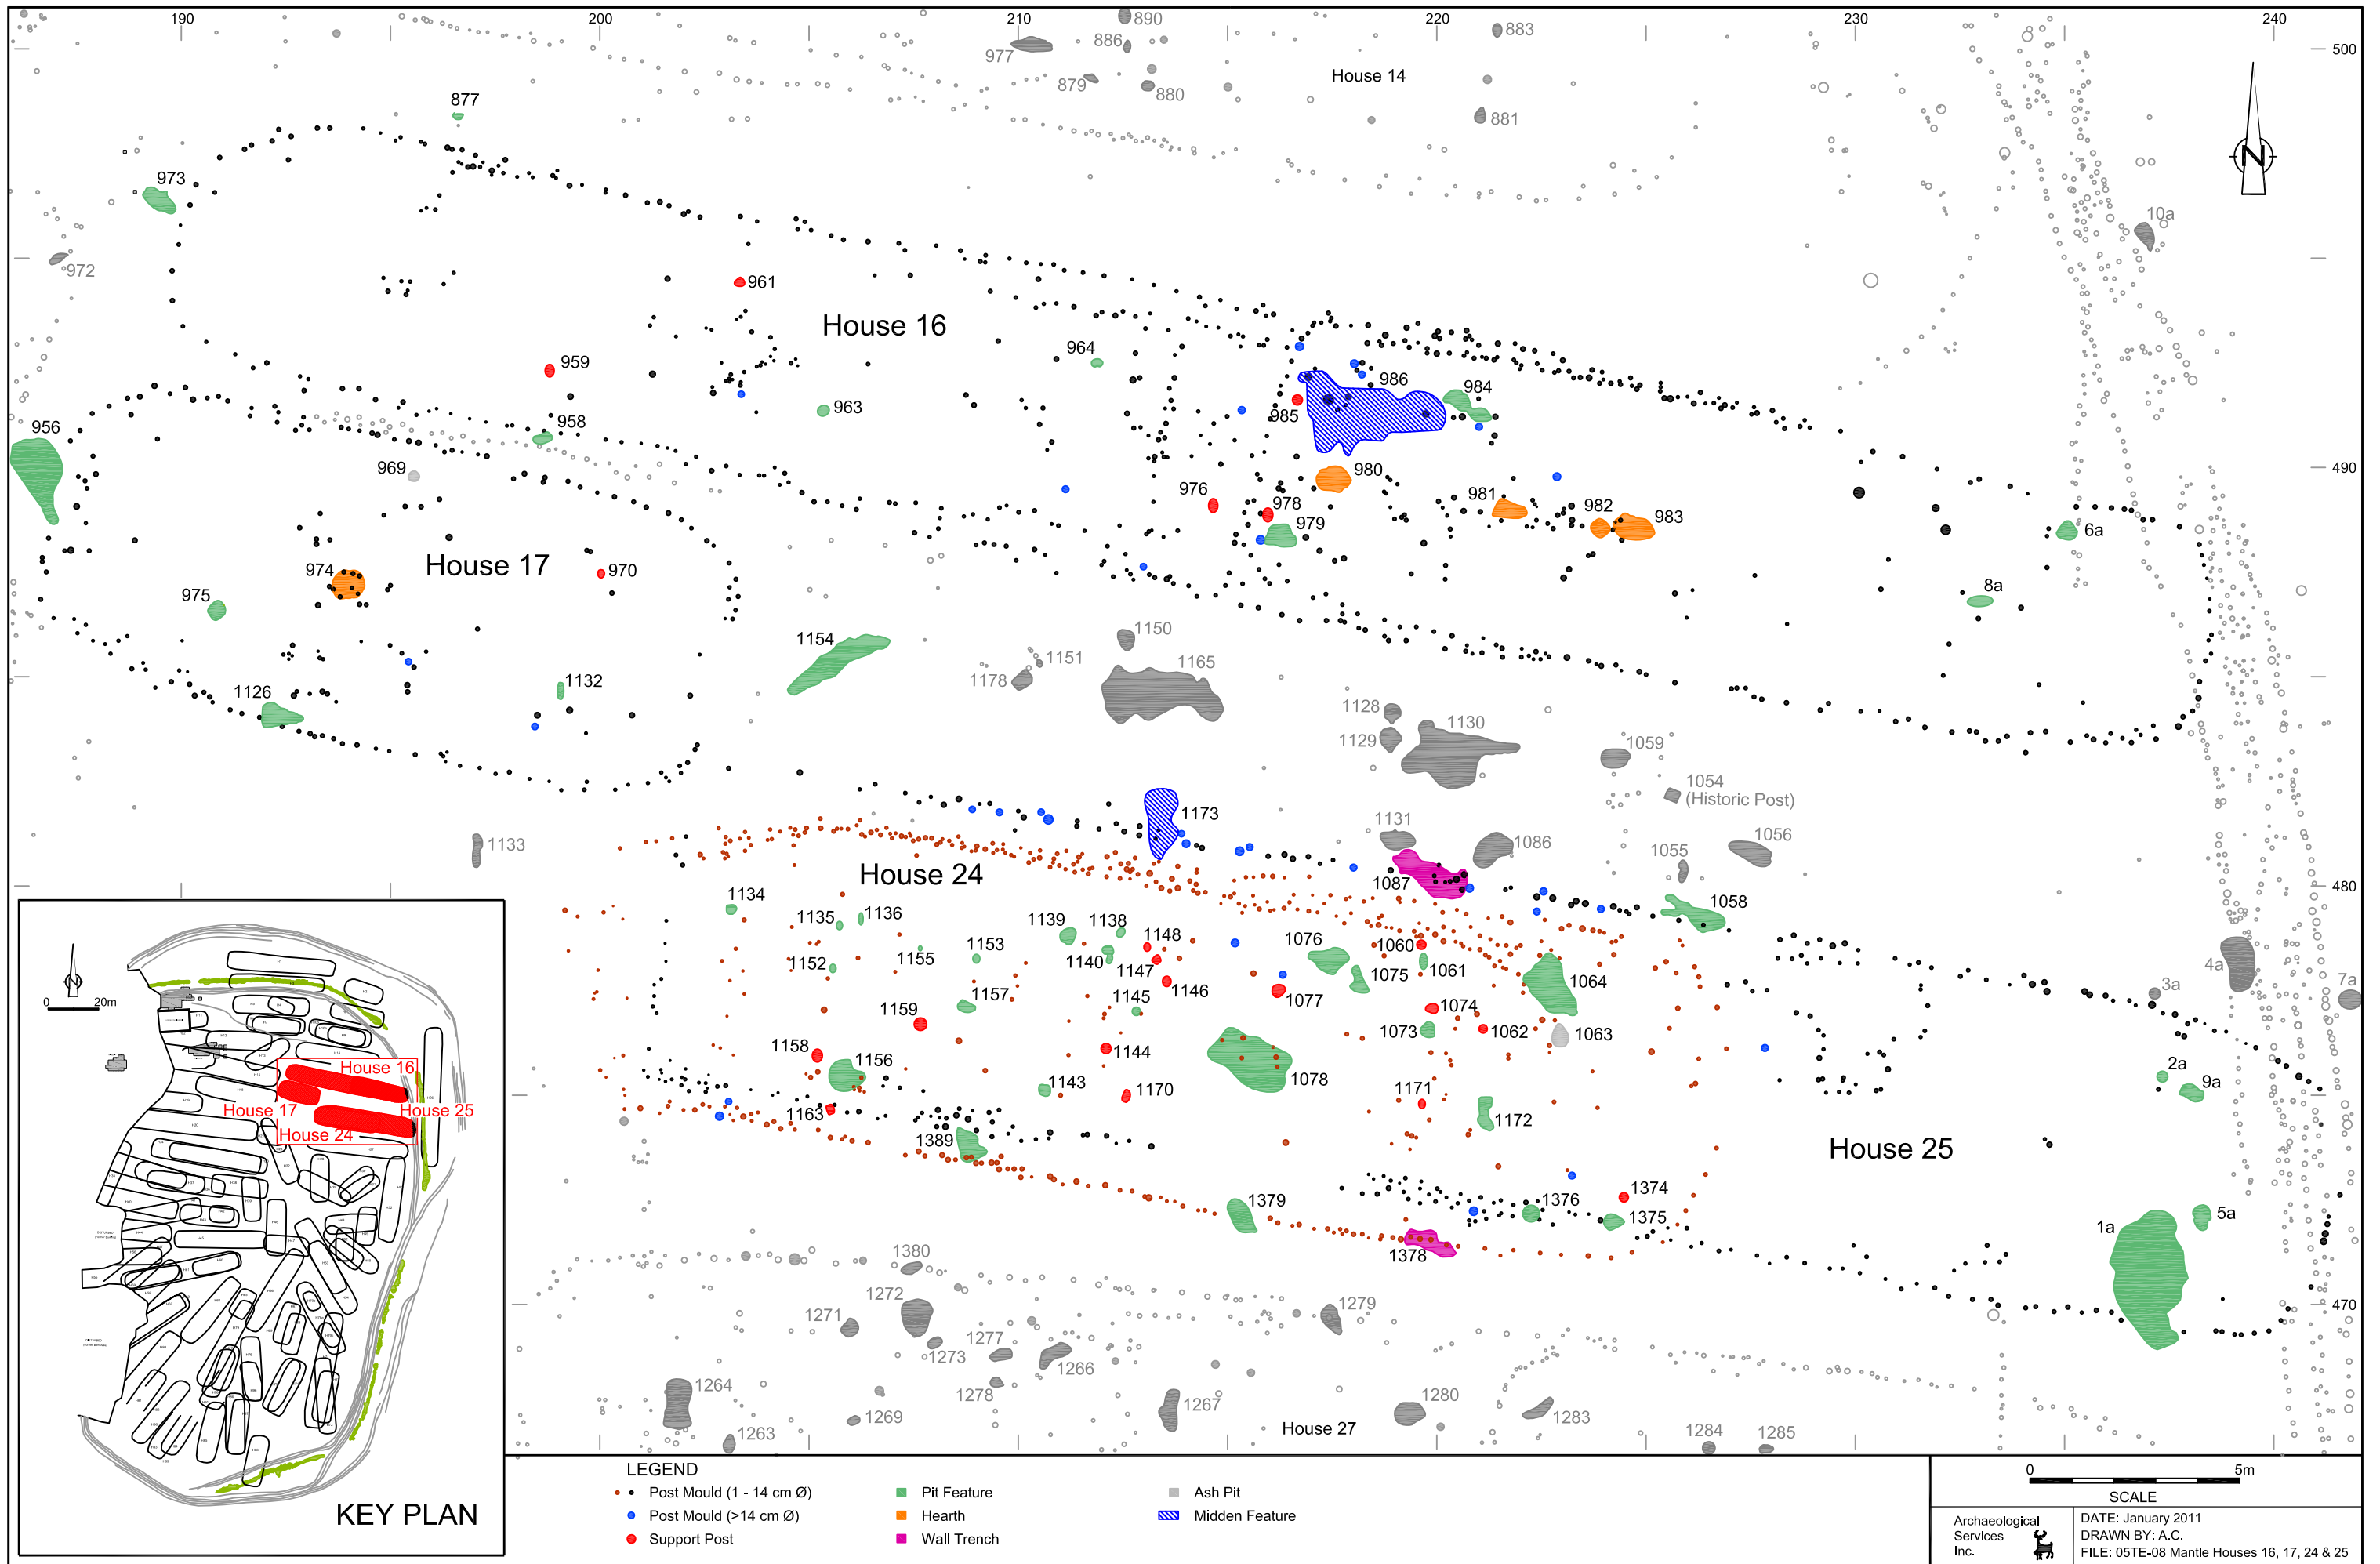 190
200
210
220
230
240
890
886
883
977
500
879
880
House 14
881
877
973
10a
972
961
House 16
959
964
986
984
963
985
958
956
969
490
976
978
980
981
982
983
979
6a
974
House 17
970
975
8a
1154
1150
1151
1165
1178
1132
1126
1128
1130
1129
1059
1054
(Historic Post)
1173
1131
1086
1056
1133
1055
House 24
1087
480
1134
1135
1136
1139
1138
1058
1148
1076
1060
1155
1153
1152
1140
1147
1075
1061
1064
4a
1146
3a
7a
1157
1145
1077
1074
1159
1073
1062
1063
1158
1144
1156
1078
2a
1143
1170
1171
9a
1163
1172
1389
House 25
1374
1379
1376
1375
5a
1a
1378
1380
1272
1271
1279
470
1277
1273
1266
1264
1278
1267
1280
1269
1283
House 27
1263
1284
1285
N
N
0 20m
House 16
House 17
House 25
House 24
KEY PLAN
LEGEND
Post Mould (1 - 14 cm Ø)
Post Mould (>14 cm Ø)
Support Post
Pit Feature
Hearth
Wall Trench
Ash Pit
Midden Feature
0 5m
SCALE
Archaeological
Services
Inc.
DATE: January 2011
DRAWN BY: A.C.
FILE: 05TE-08 Mantle Houses 16, 17, 24 & 25